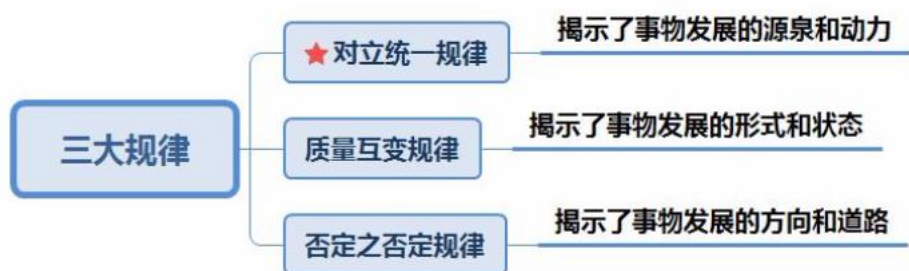 三大规律
★对立统一规律
揭示了事物发展的源泉和动力
质量互变规律
揭示了事物发展的形式和状态
否定之否定规律
揭示了事物发展的方向和道路